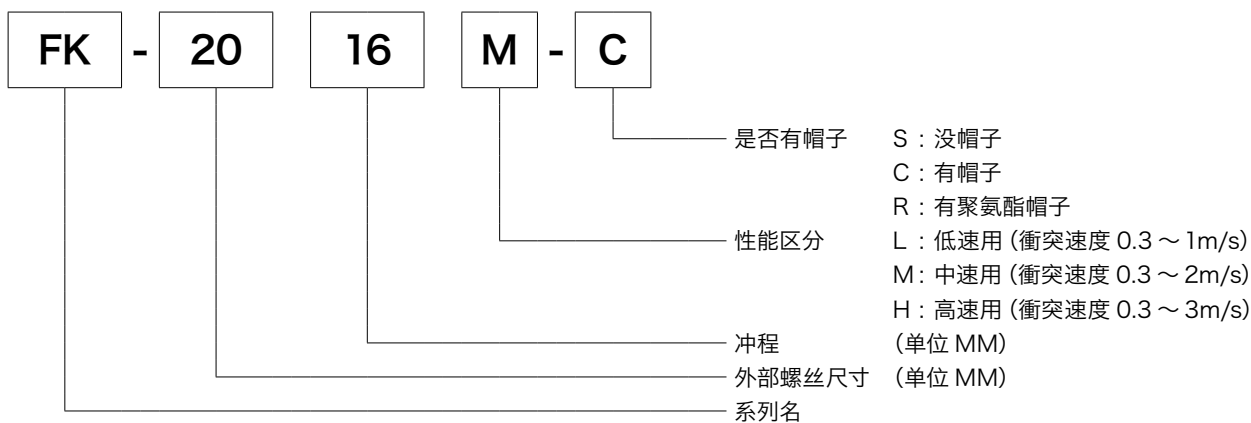 FK - 20 16 M - C
是否有帽子 S：没帽子
C：有帽子
R：有聚氨酯帽子
性能区分 L：低速用（衝突速度 0.3～1m/s）
M：中速用（衝突速度 0.3～2m/s）
H：高速用（衝突速度 0.3～3m/s）
冲程 （单位 MM）
外部螺丝尺寸 （单位 MM）
系列名